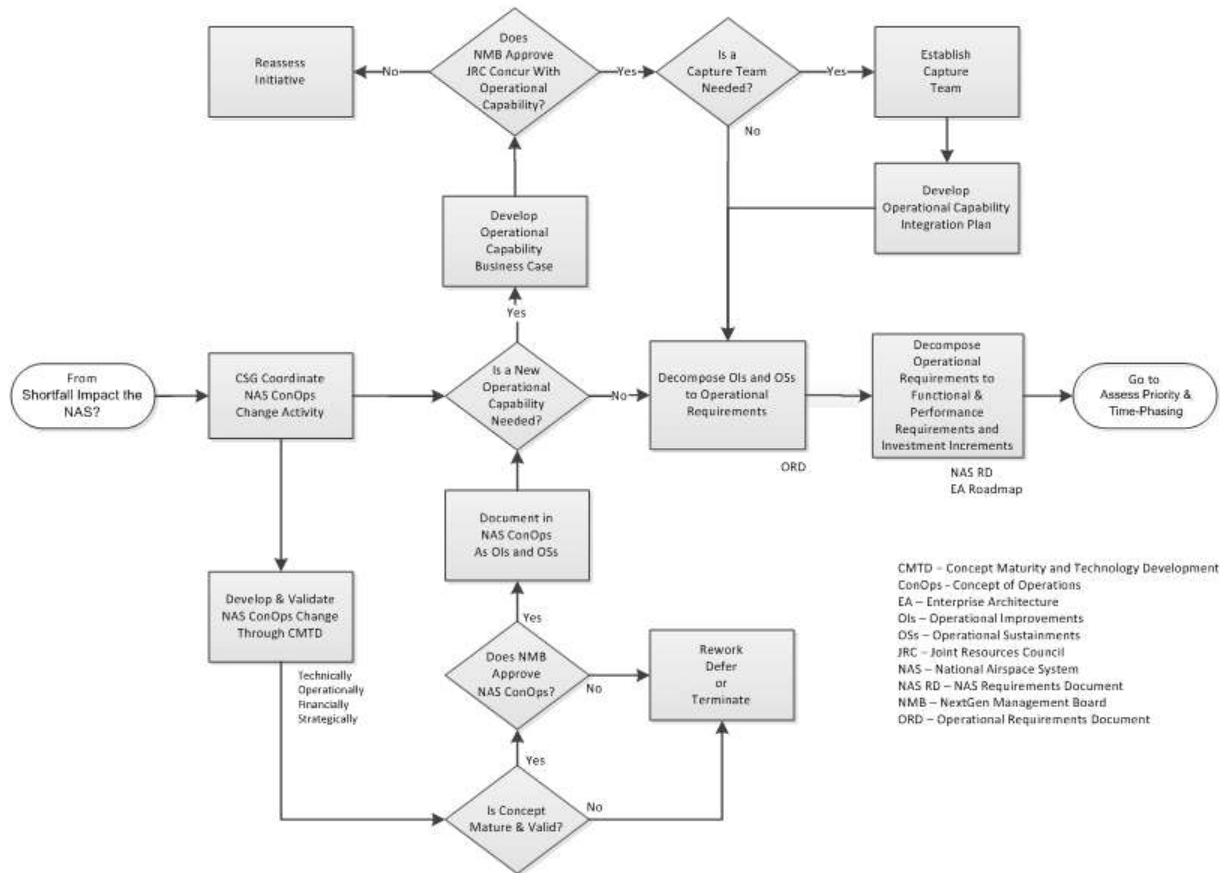 Does
NMB Approve
JRC Concur With
Operational
Capability?
Reassess
Initiative
No
Yes
Is a
Capture Team
Needed?
Yes
Establish
Capture
Team
No
Develop
Operational Capability
Integration Plan
Develop
Operational
Capability
Business Case
Yes
From
Shortfall Impact the
NAS?
CSG Coordinate
NAS ConOps
Change Activity
Is a New
Operational
Capability
Needed?
No
Decompose OIs and OSs
to Operational
Requirements
ORD
Decompose
Operational
Requirements to
Functional &
Performance
Requirements and
Investment Increments
NAS RD
EA Roadmap
Go to
Assess Priority &
Time-Phasing
Document in
NAS ConOps
As OIs and OSs
Yes
Develop & Validate
NAS ConOps Change
Through CMTD
Technically
Operationally
Financially
Strategically
Does NMB
Approve
NAS ConOps?
No
Rework
Defer
or
Terminate
Yes
Is Concept
Mature & Valid?
No
CMTD – Concept Maturity and Technology Development
ConOps - Concept of Operations
EA – Enterprise Architecture
OIs – Operational Improvements
OSs – Operational Sustainments
JRC – Joint Resources Council
NAS – National Airspace System
NAS RD – NAS Requirements Document
NMB – NextGen Management Board
ORD – Operational Requirements Document